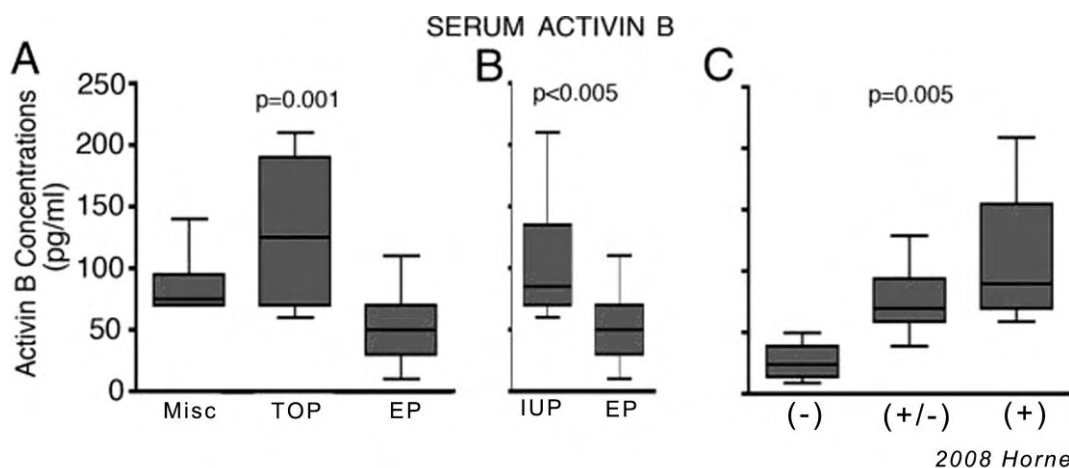 SERUM ACTIVIN B
A
B
C
Activin B Concentrations
(pg/ml)
250
200
150
100
50
0
p=0.001
p<0.005
p=0.005
Misc TOP EP
IUP EP
(-) (+/-) (+)
2008 Horne